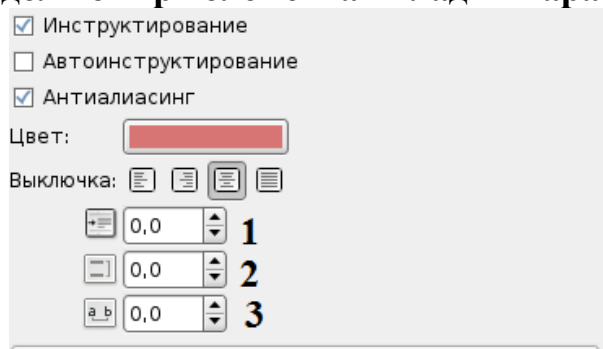 Инструктирование
Автоинструктирование
Антиалиасинг
Цвет:
Выключка:
0,0 1
0,0 2
a b 0,0 3